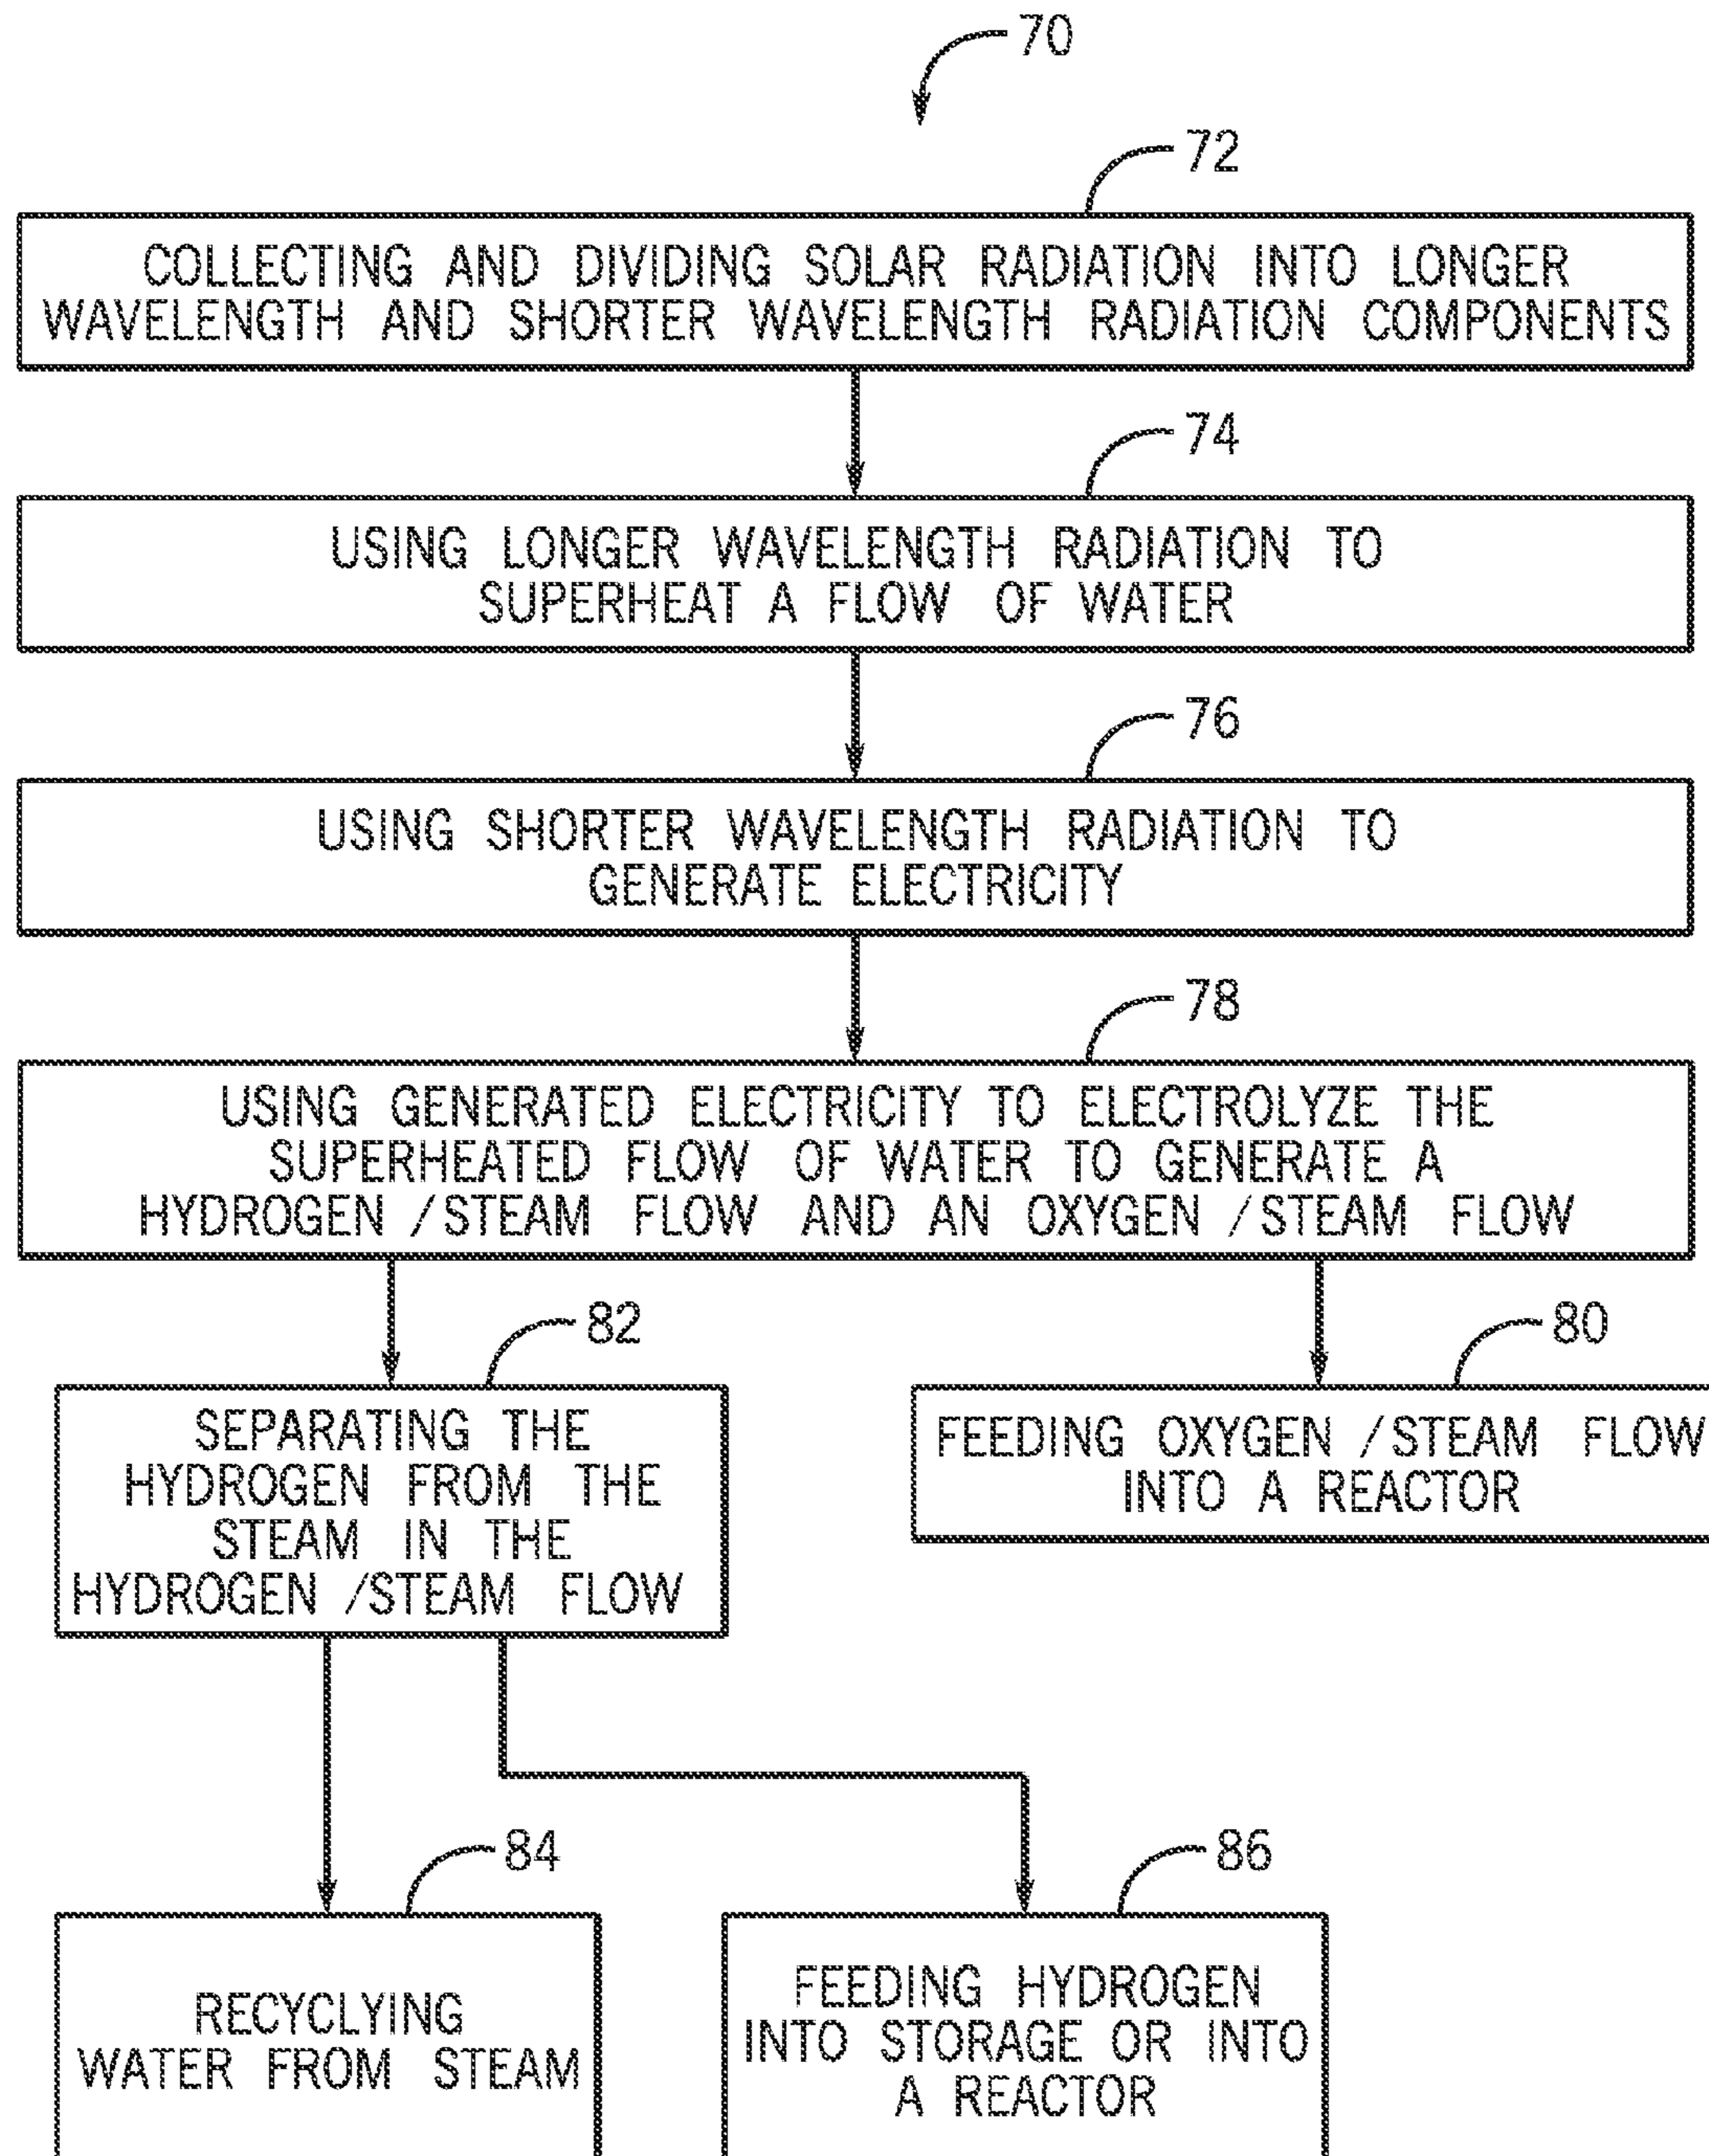 70
72
COLLECTING AND DIVIDING SOLAR RADIATION INTO LONGER
WAVELENGTH AND SHORTER WAVELENGTH RADIATION COMPONENTS
74
USING LONGER WAVELENGTH RADIATION TO
SUPERHEAT A FLOW OF WATER
76
USING SHORTER WAVELENGTH RADIATION TO
GENERATE ELECTRICITY
78
USING GENERATED ELECTRICITY TO ELECTROLYZE THE
SUPERHEATED FLOW OF WATER TO GENERATE A
HYDROGEN /STEAM FLOW AND AN OXYGEN /STEAM FLOW
82
SEPARATING THE
HYDROGEN FROM THE
STEAM IN THE
HYDROGEN /STEAM FLOW
80
FEEDING OXYGEN /STEAM FLOW
INTO A REACTOR
84
RECYCLYING
WATER FROM STEAM
86
FEEDING HYDROGEN
INTO STORAGE OR INTO
A REACTOR